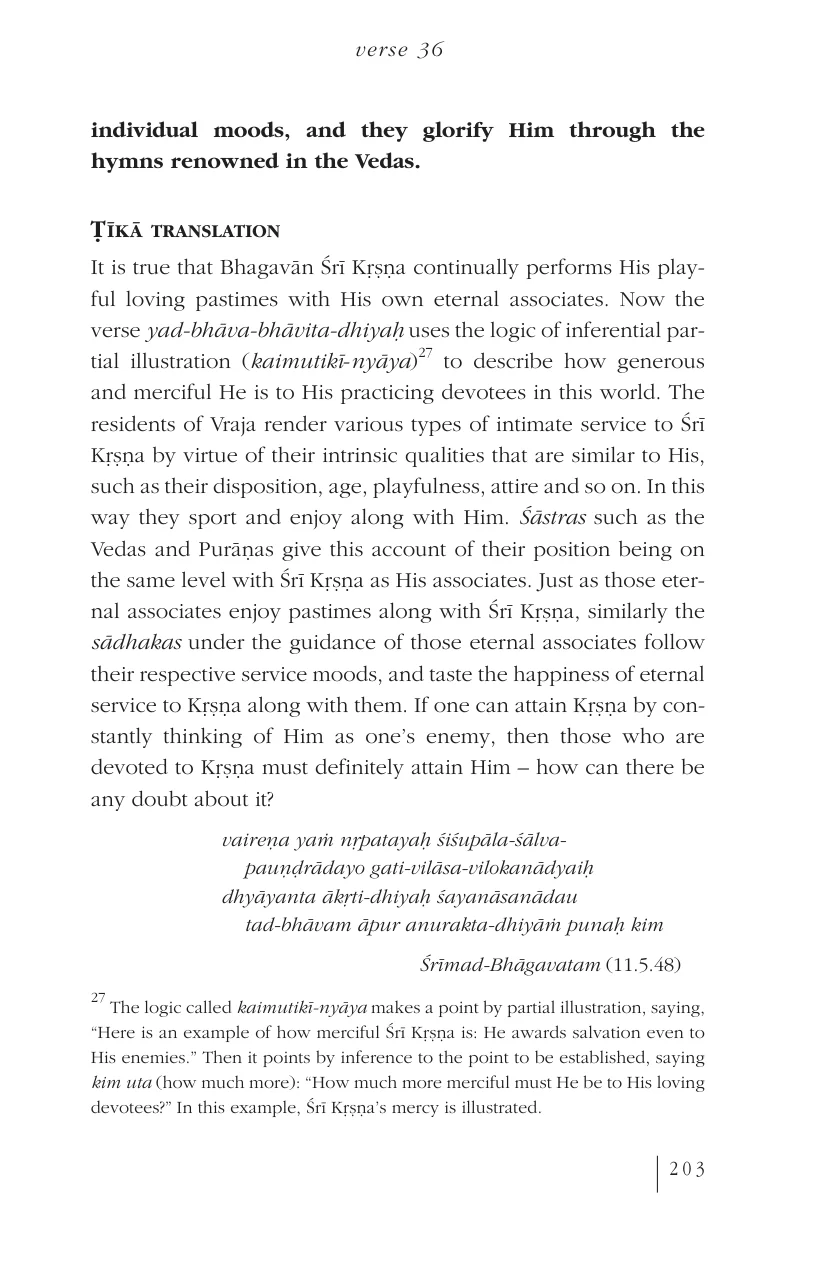 verse 36
individual moods, and they glorify Him through the
hymns renowned in the Vedas.
Ṭīkā translation
It is true that Bhagavān Śrī Kṛṣṇa continually performs His play-
ful loving pastimes with His own eternal associates. Now the
verse yad-bhāva-bhāvita-dhiyaḥ uses the logic of inferential par-
tial illustration (kaimutikī-nyāya)27 to describe how generous
and merciful He is to His practicing devotees in this world. The
residents of Vraja render various types of intimate service to Śrī
Kṛṣṇa by virtue of their intrinsic qualities that are similar to His,
such as their disposition, age, playfulness, attire and so on. In this
way they sport and enjoy along with Him. Śāstras such as the
Vedas and Purāṇas give this account of their position being on
the same level with Śrī Kṛṣṇa as His associates. Just as those eter-
nal associates enjoy pastimes along with Śrī Kṛṣṇa, similarly the
sādhakas under the guidance of those eternal associates follow
their respective service moods, and taste the happiness of eternal
service to Kṛṣṇa along with them. If one can attain Kṛṣṇa by con-
stantly thinking of Him as one's enemy, then those who are
devoted to Kṛṣṇa must definitely attain Him – how can there be
any doubt about it?
vaireṇa yaṁ nṛpatayaḥ śiśupāla-śālva-
pauṇḍrādayo gati-vilāsa-vilokanādyaiḥ
dhyāyanta ākṛti-dhiyaḥ śayanāsanādau
tad-bhāvam āpur anurakta-dhiyāṁ punaḥ kim
Śrīmad-Bhāgavatam (11.5.48)
27 The logic called kaimutikī-nyāya makes a point by partial illustration, saying,
“Here is an example of how merciful Śrī Kṛṣṇa is: He awards salvation even to
His enemies.” Then it points by inference to the point to be established, saying
kim uta (how much more): “How much more merciful must He be to His loving
devotees?” In this example, Śrī Kṛṣṇa’s mercy is illustrated.
203